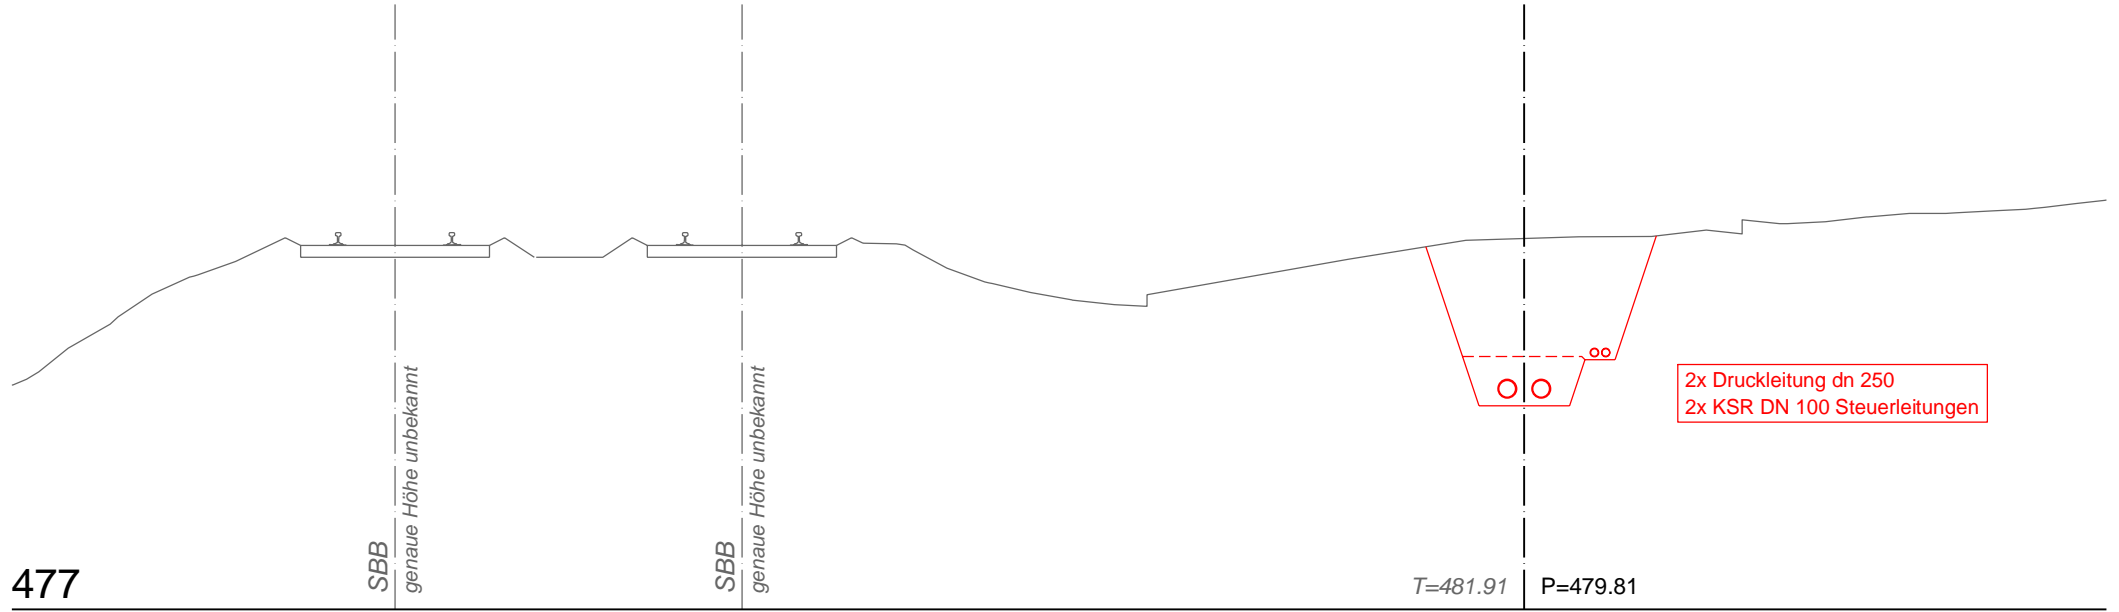 SBB
genaue Höhe unbekannt
SBB
genaue Höhe unbekannt
2x Druckleitung dn 250
2x KSR DN 100 Steuerleitungen
477
T=481.91
P=479.81